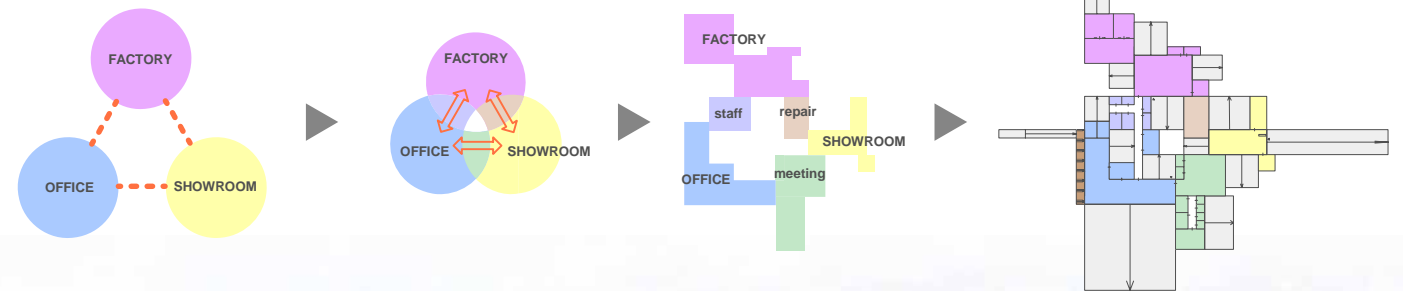 FACTORY
OFFICE
SHOWROOM
FACTORY
OFFICE
SHOWROOM
FACTORY
staff
repair
SHOWROOM
OFFICE
meeting